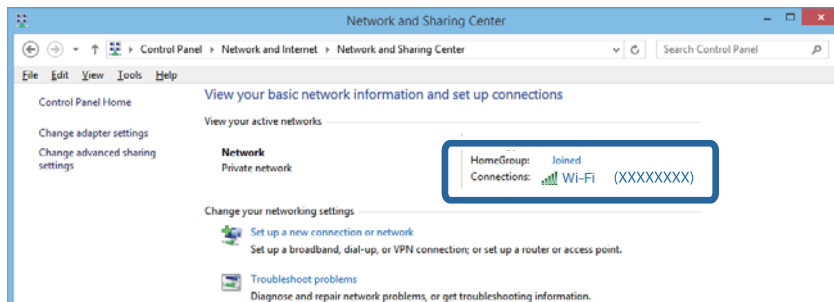 Network and Sharing Center
Control Panel Network and Internet Network and Sharing Center Search Control Panel
File Edit View Tools Help
Control Panel Home
Change adapter settings
Change advanced sharing
settings
View your basic network information and set up connections
View your active networks
Network
Private network
HomeGroup: Joined
Connections: Wi-Fi (XXXXXXXX)
Change your networking settings
Set up a new connection or network
Set up a broadband, dial-up, or VPN connection; or set up a router or access point.
Troubleshoot problems
Diagnose and repair network problems, or get troubleshooting information.